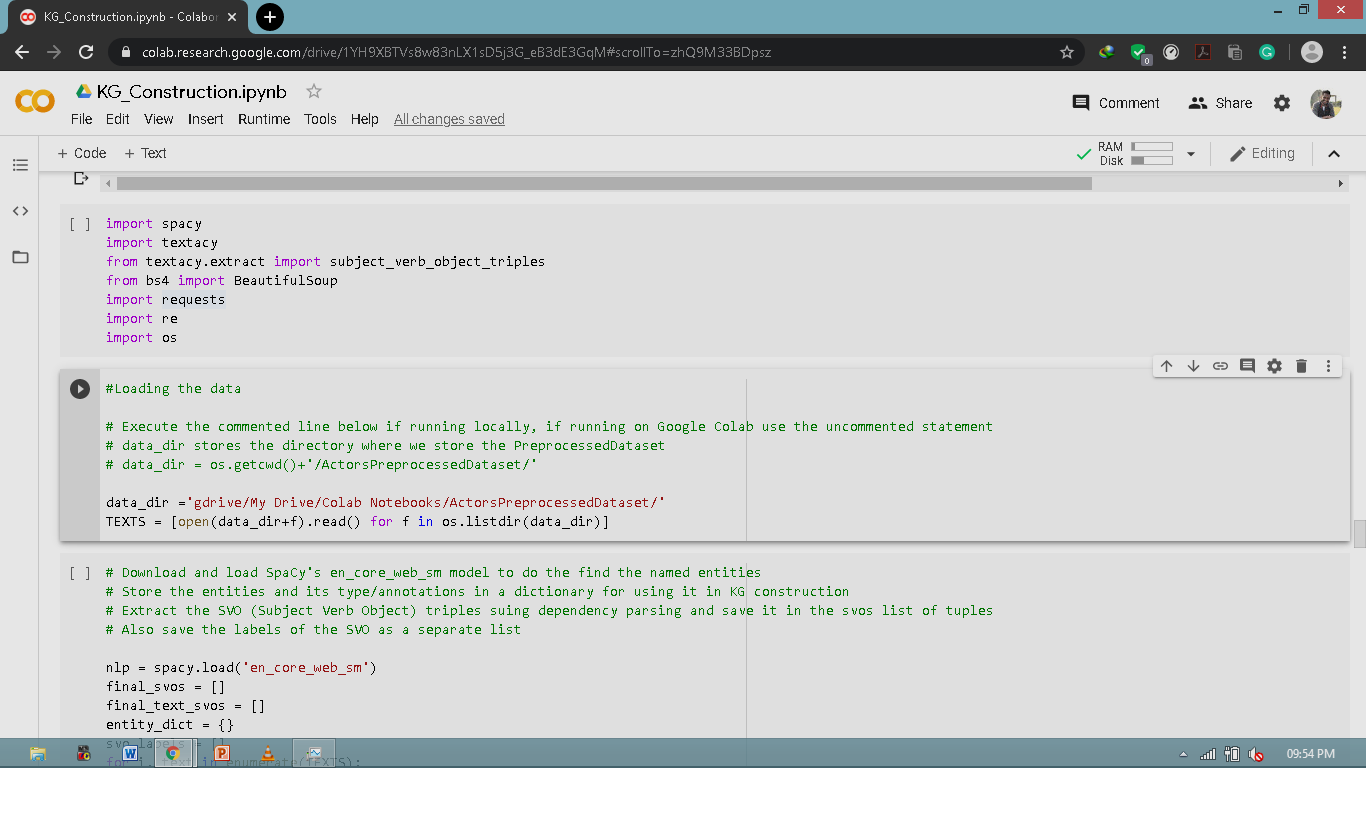 KG_Construction.ipynb - Colabor
colab.research.google.com/drive/1YH9XBTVs8w83nLX1sD5j3G_eB3dE3GqM#scrollTo=zhQ9M33BDpsz
0
KG_Construction.ipynb
Comment
Share
File Edit View Insert Runtime Tools Help All changes saved
+ Code + Text
RAM
Disk
Editing
[ ] import spacy
import textacy
from textacy.extract import subject_verb_object_triples
from bs4 import BeautifulSoup
import requests
import re
import os
#Loading the data
# Execute the commented line below if running locally, if running on Google Colab use the uncommented statement
# data_dir stores the directory where we store the PreprocessedDataset
# data_dir = os.getcwd()+'/ActorsPreprocessedDataset/'
data_dir ='gdrive/My Drive/Colab Notebooks/ActorsPreprocessedDataset/'
TEXTS = [open(data_dir+f).read() for f in os.listdir(data_dir)]
[ ] # Download and load SpaCy's en_core_web_sm model to do the find the named entities
# Store the entities and its type/annotations in a dictionary for using it in KG construction
# Extract the SVO (Subject Verb Object) triples suing dependency parsing and save it in the svos list of tuples
# Also save the labels of the SVO as a separate list
nlp = spacy.load('en_core_web_sm')
final_svos = []
final_text_svos = []
entity_dict = {}
svo_labels = []
for i, text in enumerate(TEXTS):
09:54 PM